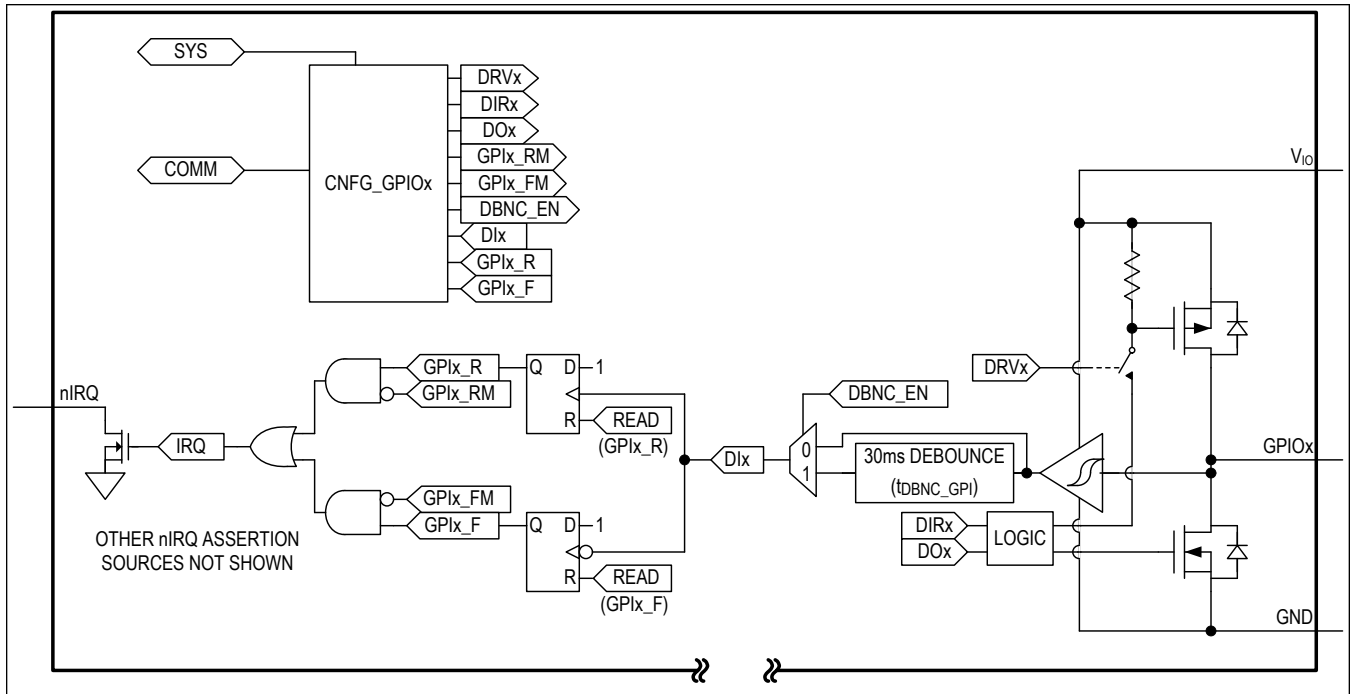 SYS
COMM
CNFG_GPIOx
DRVx
DIRx
DOx
GPIx_RM
GPIx_FM
DBNC_EN
DIx
GPIx_R
GPIx_F
VIO
DRVx
nIRQ
IRQ
GPIx_R
GPIx_RM
Q D 1
R
READ
(GPIx_R)
DBNC_EN
DIx
0
1
30ms DEBOUNCE
(tDBNC_GPI)
GPIOx
GPIx_FM
GPIx_F
Q D 1
R
READ
(GPIx_F)
DIRx
DOx
LOGIC
OTHER nIRQ ASSERTION
SOURCES NOT SHOWN
GND